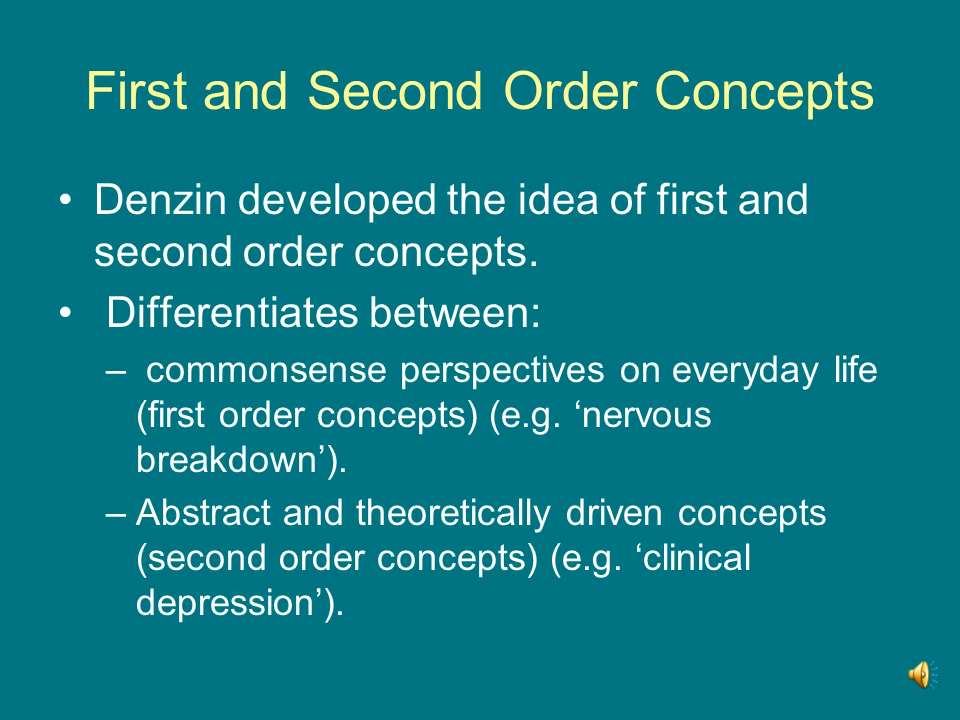 First and Second Order Concepts
• Denzin developed the idea of first and
second order concepts.
• Differentiates between:
– commonsense perspectives on everyday life
(first order concepts) (e.g. ‘nervous
breakdown’).
– Abstract and theoretically driven concepts
(second order concepts) (e.g. ‘clinical
depression’).